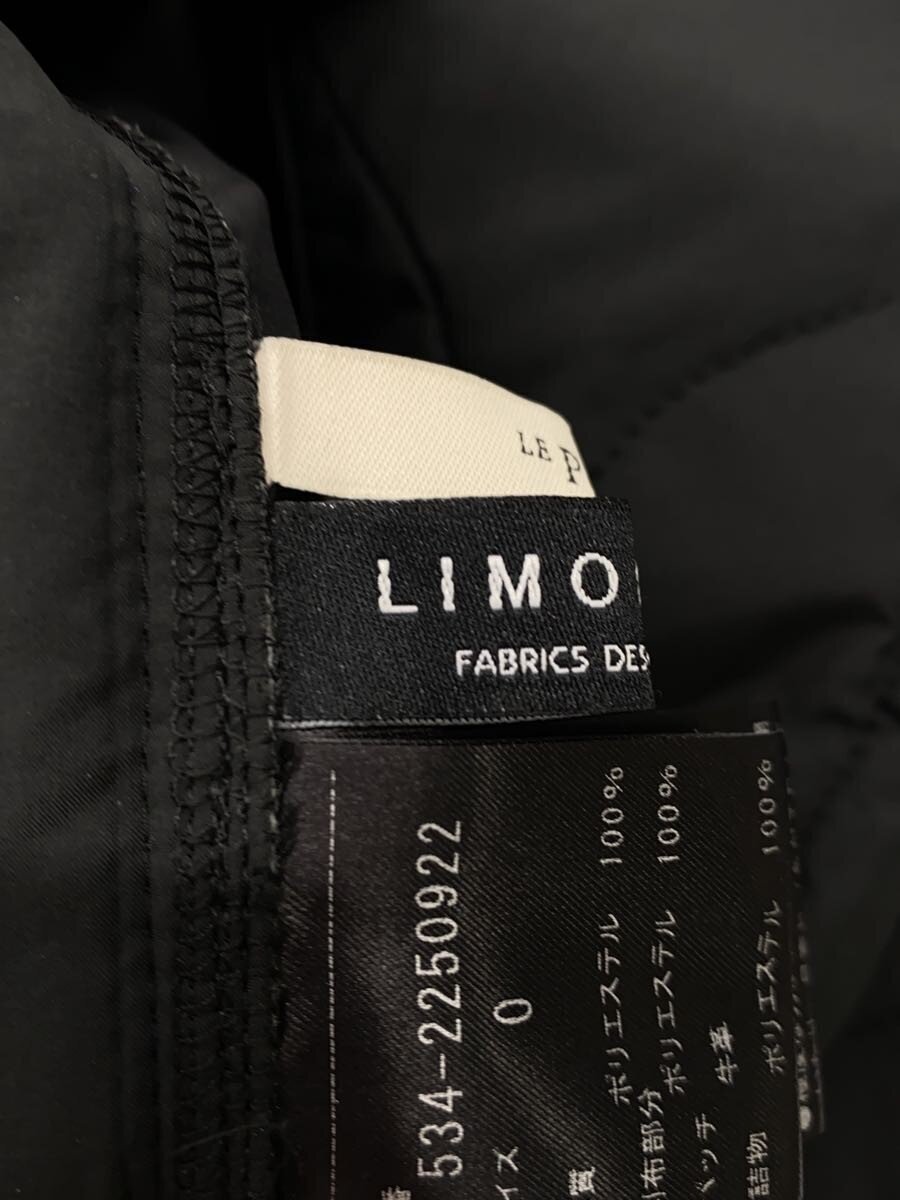 LE P
LIMO
FABRICS DES
番 534-2250922
イズ 0
質 ポリエステル 100%
布部分 ポリエステル 100%
ペッチ 牛革
詰物 ポリエステル 100%